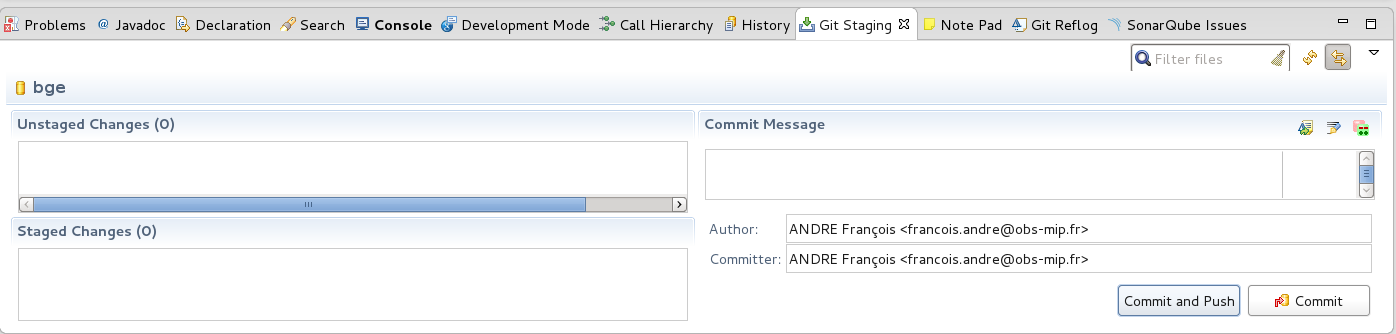 Problems @ Javadoc Declaration Search Console Development Mode Call Hierarchy History Git Staging Note Pad Git Reflog SonarQube Issues
Filter files
bge
Unstaged Changes (0)
Commit Message
Staged Changes (0)
Author: ANDRE François <francois.andre@obs-mip.fr>
Committer: ANDRE François <francois.andre@obs-mip.fr>
Commit and Push Commit